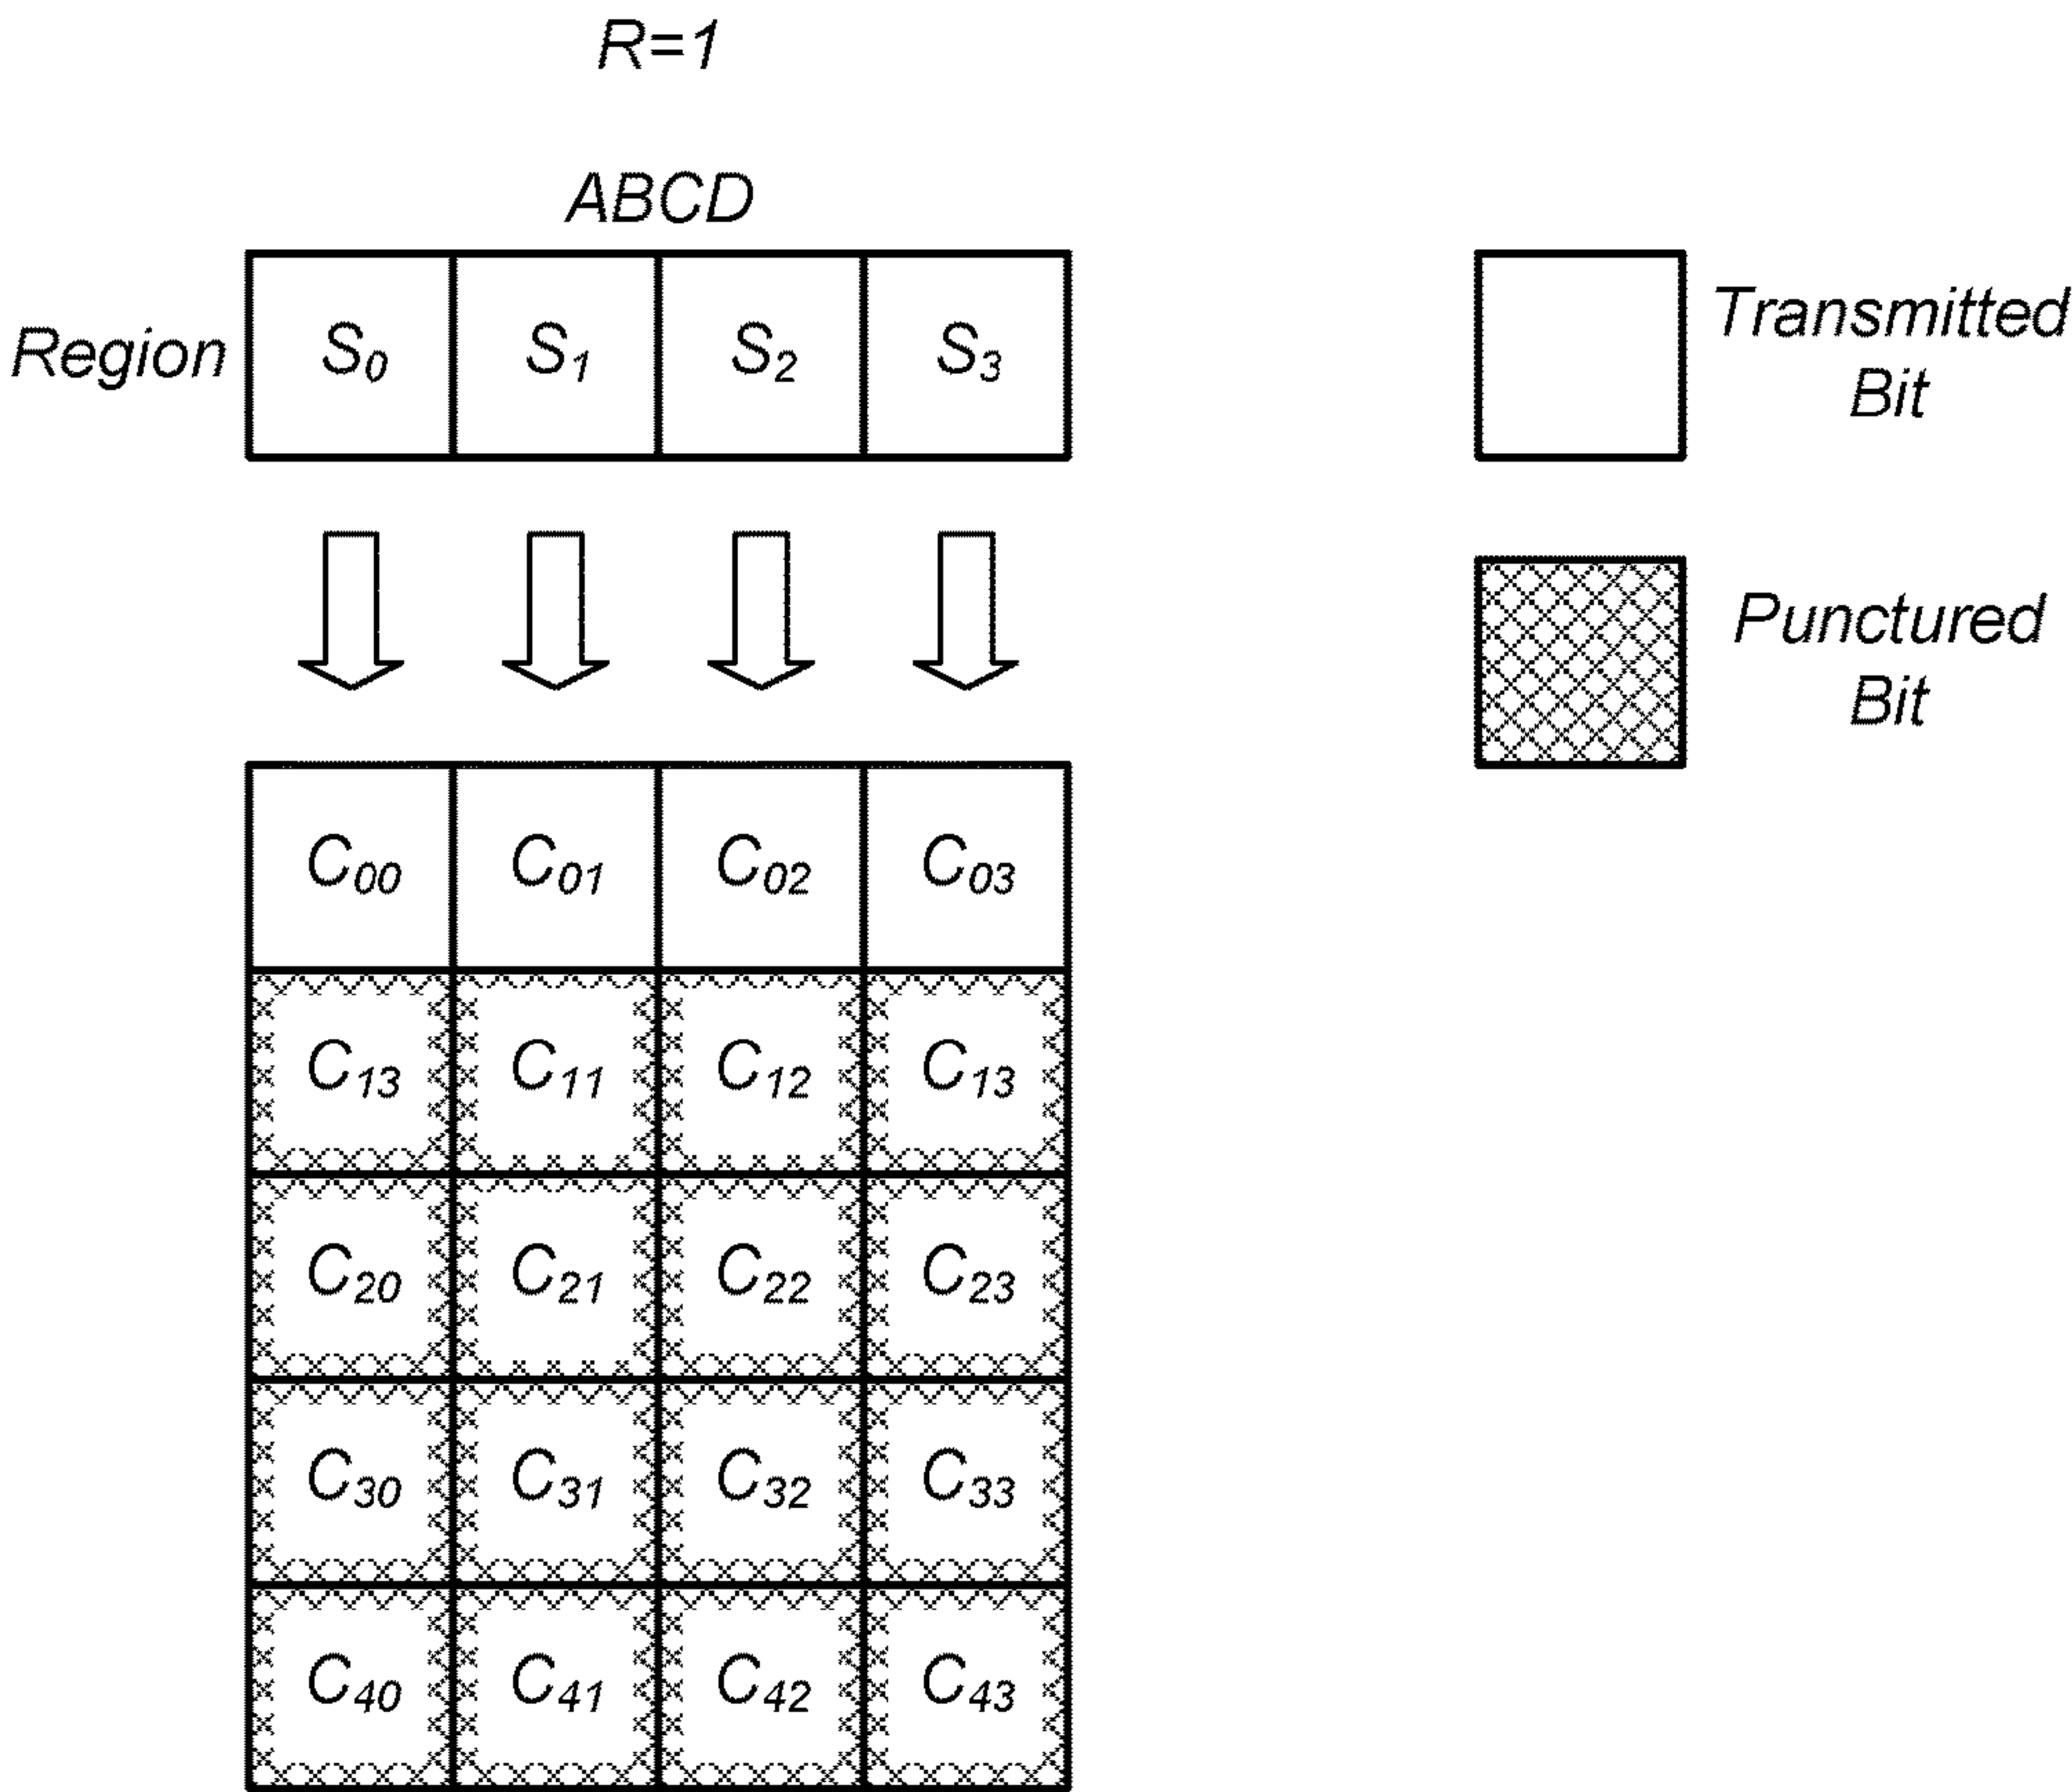 R=1
ABCD
Region S₀ S₁ S₂ S₃
Transmitted
Bit
Punctured
Bit
C₀₀ C₀₁ C₀₂ C₀₃
C₁₃ C₁₁ C₁₂ C₁₃
C₂₀ C₂₁ C₂₂ C₂₃
C₃₀ C₃₁ C₃₂ C₃₃
C₄₀ C₄₁ C₄₂ C₄₃